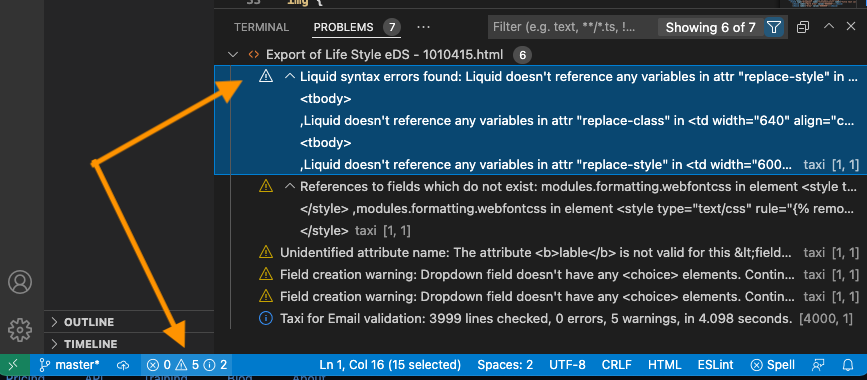 33 img {
TERMINAL PROBLEMS 7 ... Filter (e.g. text, **/*.ts, !... Showing 6 of 7
Export of Life Style eDS - 1010415.html 6
Liquid syntax errors found: Liquid doesn't reference any variables in attr "replace-style" in ...
<tbody>
,Liquid doesn't reference any variables in attr "replace-class" in <td width="640" align="c...
<tbody>
,Liquid doesn't reference any variables in attr "replace-style" in <td width="600... taxi [1, 1]
References to fields which do not exist: modules.formatting.webfontcss in element <style t...
</style> ,modules.formatting.webfontcss in element <style type="text/css" rule="{% remo...
</style> taxi [1, 1]
Unidentified attribute name: The attribute <b>lable</b> is not valid for this &lt;field... taxi [1, 1]
Field creation warning: Dropdown field doesn't have any <choice> elements. Contin... taxi [1, 1]
Field creation warning: Dropdown field doesn't have any <choice> elements. Contin... taxi [1, 1]
Taxi for Email validation: 3999 lines checked, 0 errors, 5 warnings, in 4.098 seconds. [4000, 1]
OUTLINE
TIMELINE
master* 0 5 2 Ln 1, Col 16 (15 selected) Spaces: 2 UTF-8 CRLF HTML ESLint Spell
Pricing API Training Blog About